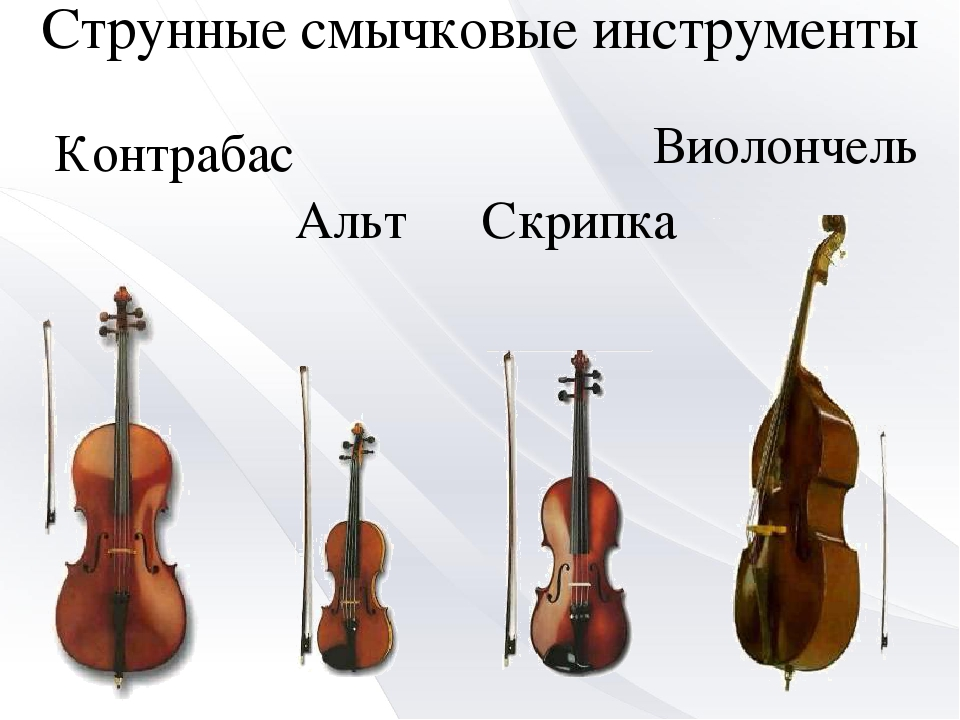 Струнные смычковые инструменты
Контрабас
Виолончель
Альт
Скрипка